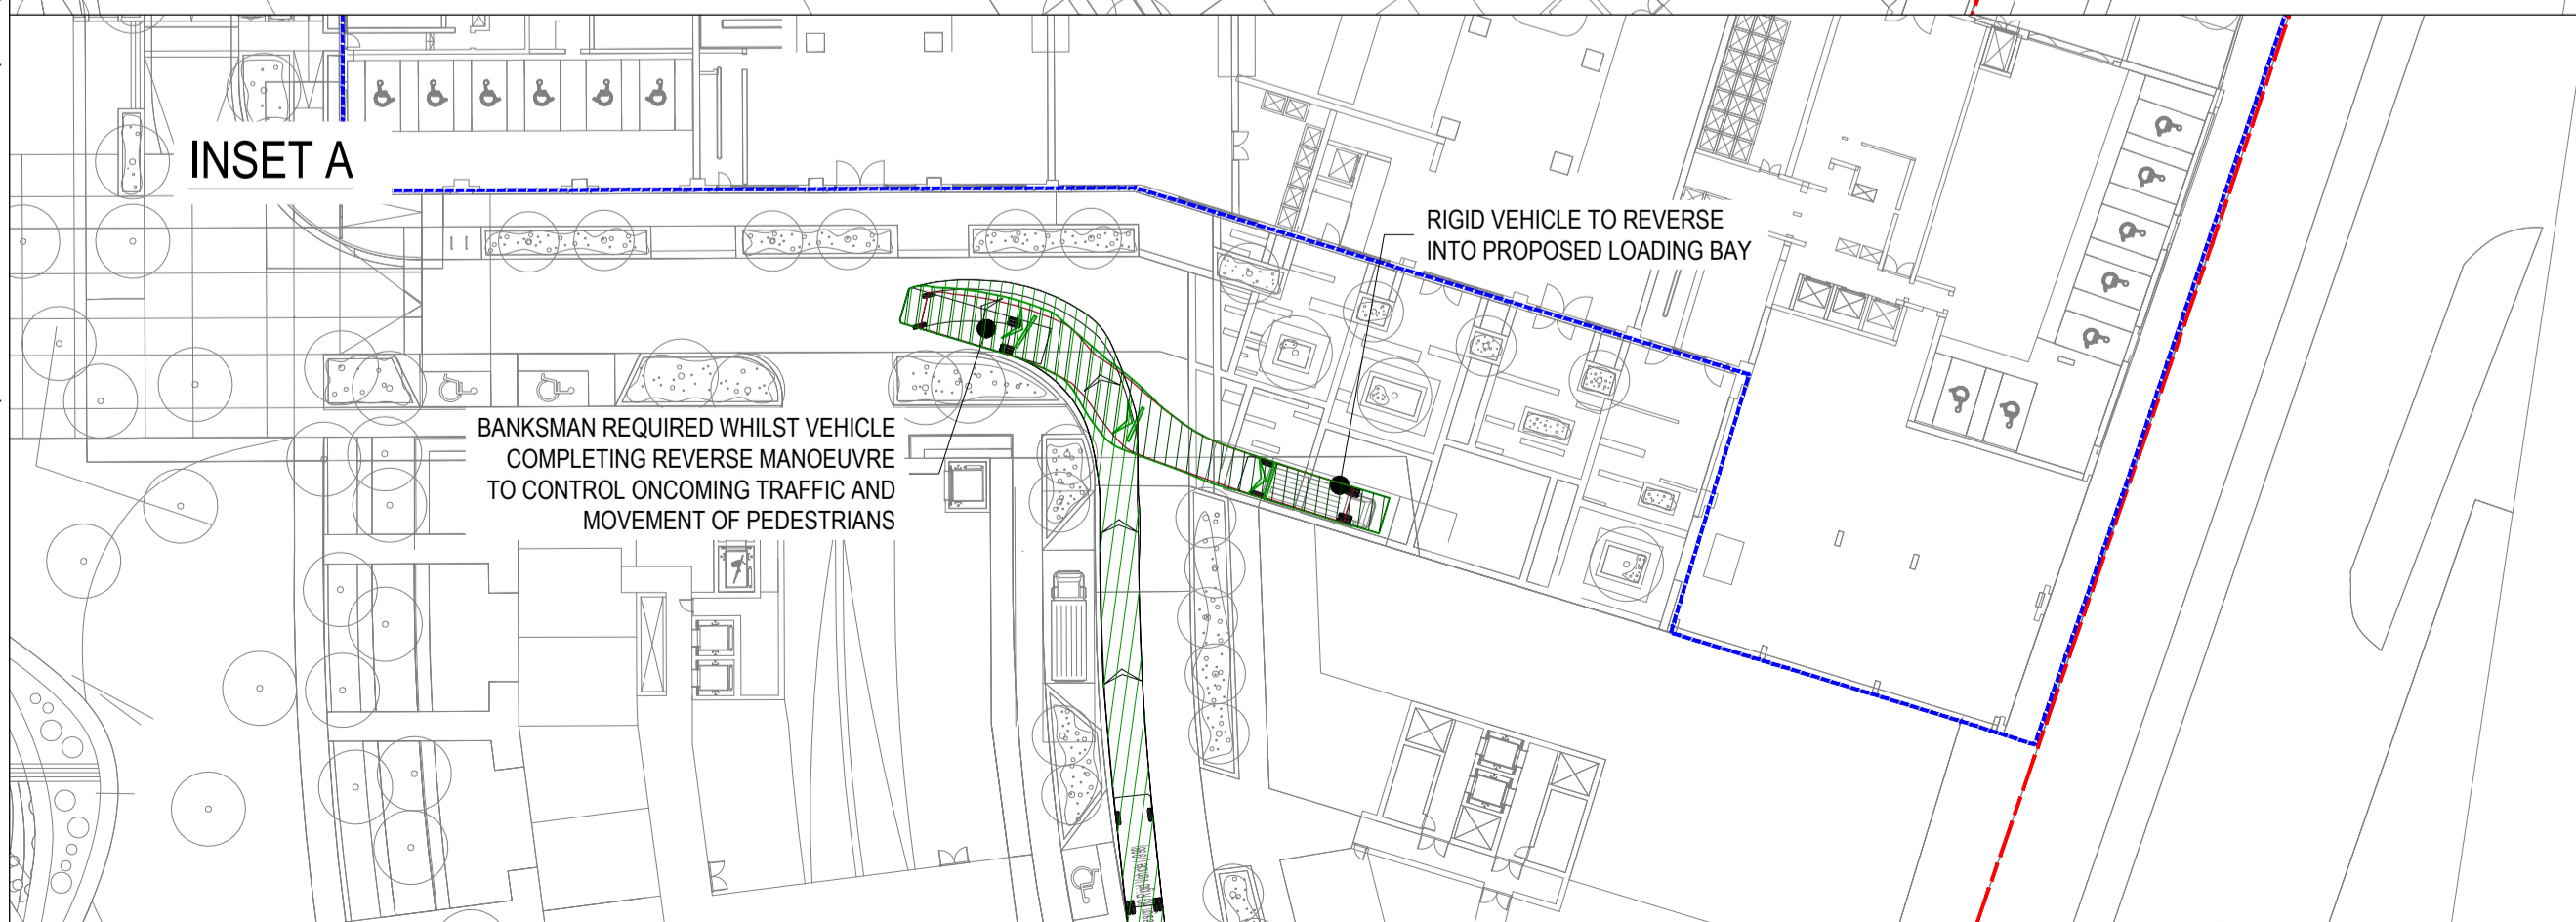 INSET A
RIGID VEHICLE TO REVERSE
INTO PROPOSED LOADING BAY
BANKSMAN REQUIRED WHILST VEHICLE
COMPLETING REVERSE MANOEUVRE
TO CONTROL ONCOMING TRAFFIC AND
MOVEMENT OF PEDESTRIANS